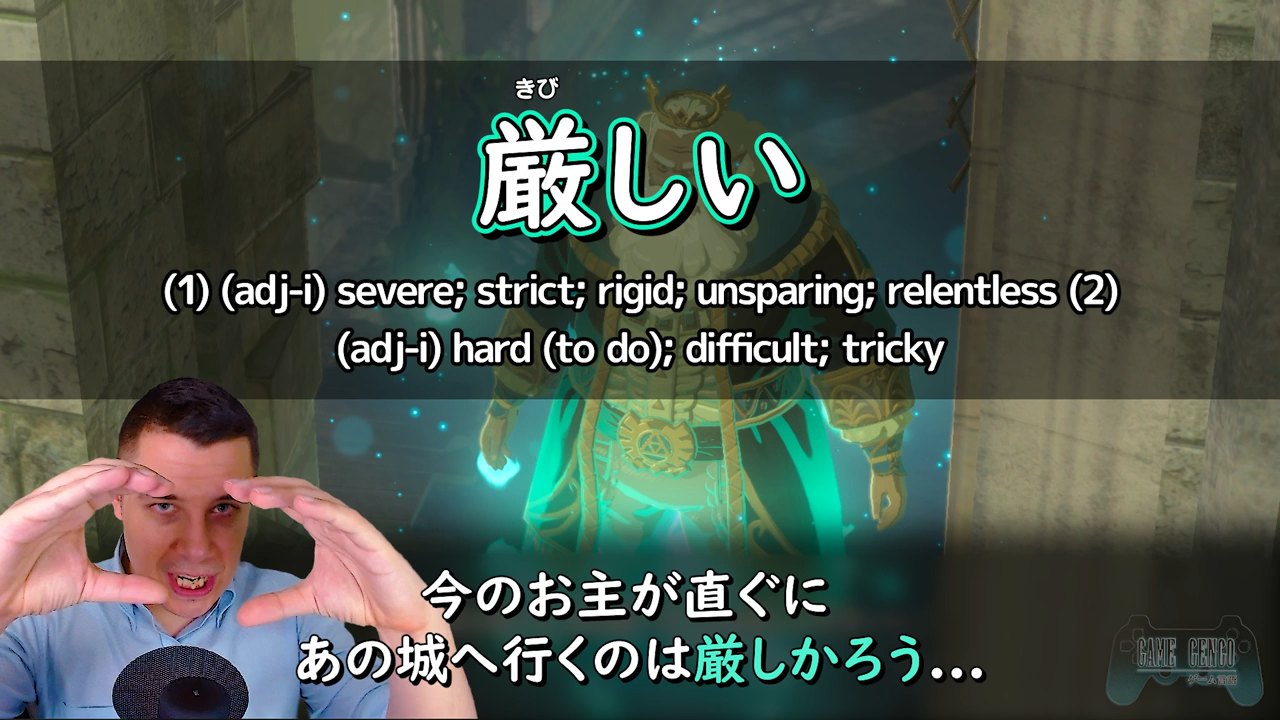 きび
厳しい
(1) (adj-i) severe; strict; rigid; unsparing; relentless (2)
(adj-i) hard (to do); difficult; tricky
今のお主が直ぐに
あの城へ行くのは厳しかろう...
GAME GENGO
ゲーム言語